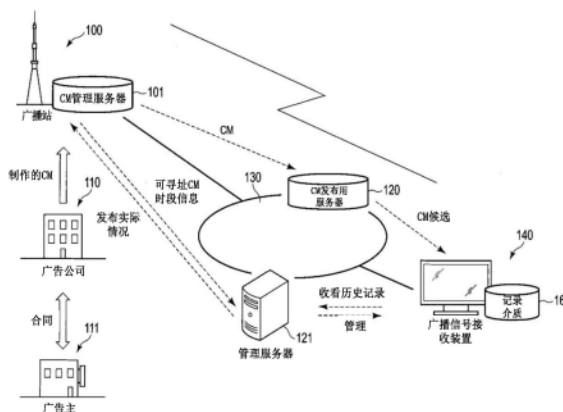 100
CM管理服务器
101
广播站
CM
制作的CM
110
可寻址CM
时段信息
130
CM发布用
服务器
120
发布实际
情况
CM候选
140
广告公司
收看历史记录
记录
介质
16
合同
管理
广播信号接
收装置
111
121
管理服务器
广告主